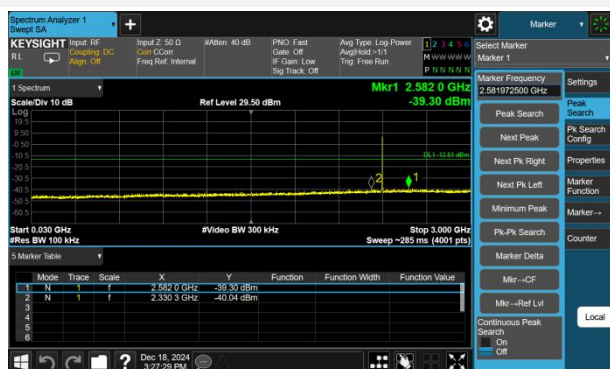 Spectrum Analyzer 1
Swept SA
+
Marker
KEYSIGHT Input: RF
Coupling: DC
Align: Off
Input Z: 50 Ω
Corr CCorr
Freq Ref: Internal
#Atten: 40 dB
PNO: Fast
Gate: Off
IF Gain: Low
Sig Track: Off
Avg Type: Log-Power
Avg|Hold:>1/1
Trig: Free Run
1 2 3 4 5 6
M W W W W W
P N N N N N
RL
LV
Select Marker
Marker 1
1 Spectrum
Scale/Div 10 dB
Ref Level 29.50 dBm
Mkr1 2.582 0 GHz
-39.30 dBm
Log
19.5
9.50
-0.50
-10.5
-20.5
-30.5
-40.5
-50.5
-60.5
DL1 -13.61 dBm
2
1
Start 0.030 GHz
#Res BW 100 kHz
#Video BW 300 kHz
Stop 3.000 GHz
Sweep ~285 ms (4001 pts)
5 Marker Table
Mode Trace Scale X Y Function Function Width Function Value
1 N 1 f 2.582 0 GHz -39.30 dBm
2 N 1 f 2.330 3 GHz -40.04 dBm
3
4
5
6
Marker Frequency
2.581972500 GHz
Peak Search
Next Peak
Next Pk Right
Next Pk Left
Minimum Peak
Pk-Pk Search
Marker Delta
Mkr→CF
Mkr→Ref Lvl
Continuous Peak
Search
On
Off
Settings
Peak
Search
Pk Search
Config
Properties
Marker
Function
Marker→
Counter
Local
?
Dec 18, 2024
3:27:29 PM